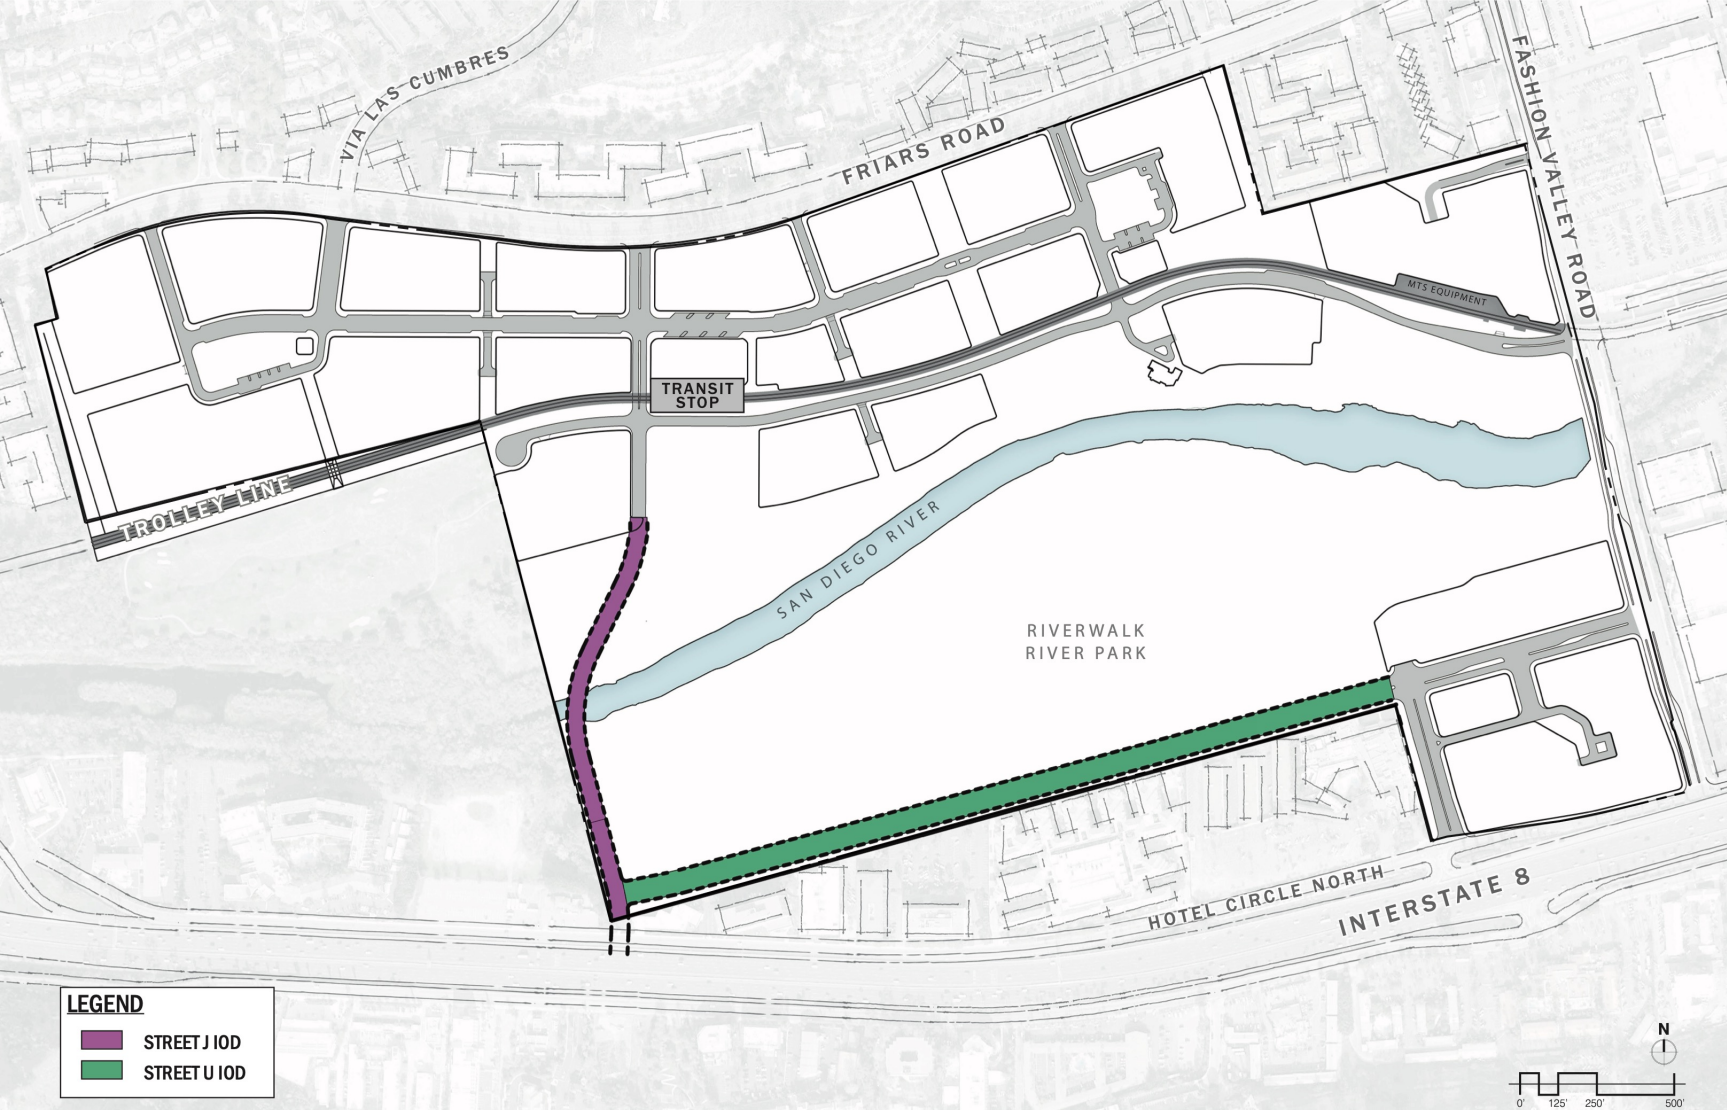 VIA LAS CUMBRES
FRIARS ROAD
FASHION VALLEY ROAD
MTS EQUIPMENT
TRANSIT
STOP
TROLLEY LINE
SAN DIEGO RIVER
RIVERWALK
RIVER PARK
HOTEL CIRCLE NORTH
INTERSTATE 8
LEGEND
STREET J IOD
STREET U IOD
N
0' 125' 250' 500'